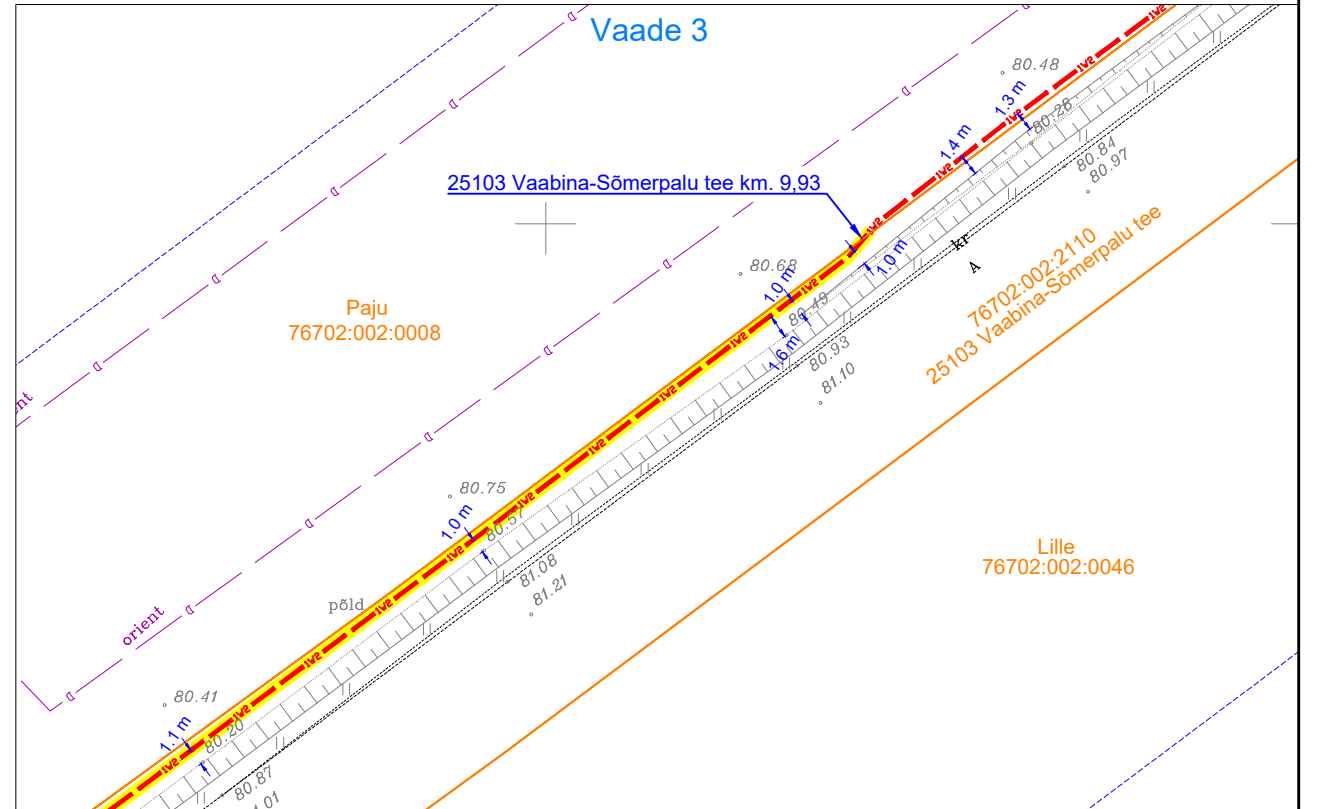 Vaade 3
80.48
1.3 m
80.28
1.4 m
80.84
80.97
25103 Vaabina-Sõmerpalu tee km. 9,93
1W2
kr
A
1.0 m
76702:002:2110
25103 Vaabina-Sõmerpalu tee
80.68
1.0 m
80.49
1.6 m
80.93
81.10
Paju
76702:002:0008
D
80.75
1.0 m
80.57
81.08
81.21
Lille
76702:002:0046
põld
orient
80.41
1.1 m
80.20
80.87